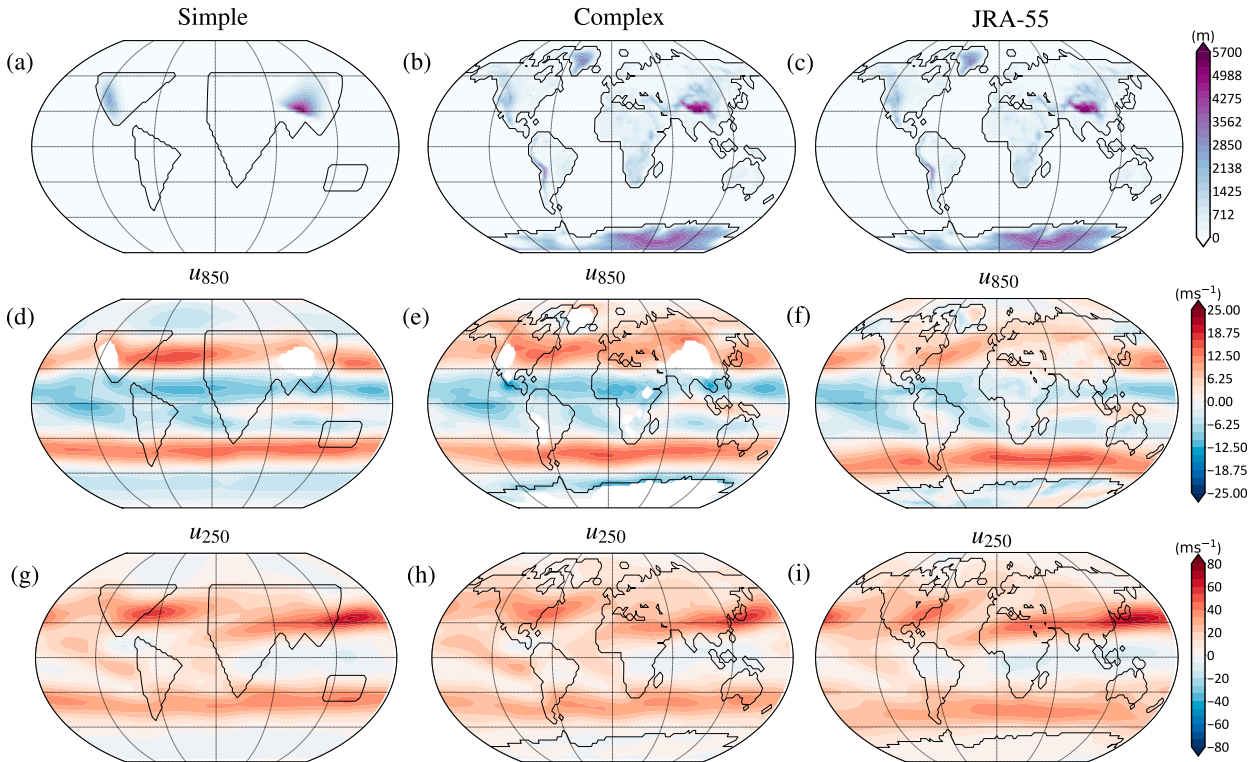 Simple
Complex
JRA-55
(a)
(b)
(c)
(m)
5700
4988
4275
3562
2850
2138
1425
712
0
u850
u850
u850
(d)
(e)
(f)
(ms−1)
25.00
18.75
12.50
6.25
0.00
−6.25
−12.50
−18.75
−25.00
u250
u250
u250
(g)
(h)
(i)
(ms−1)
80
60
40
20
0
−20
−40
−60
−80